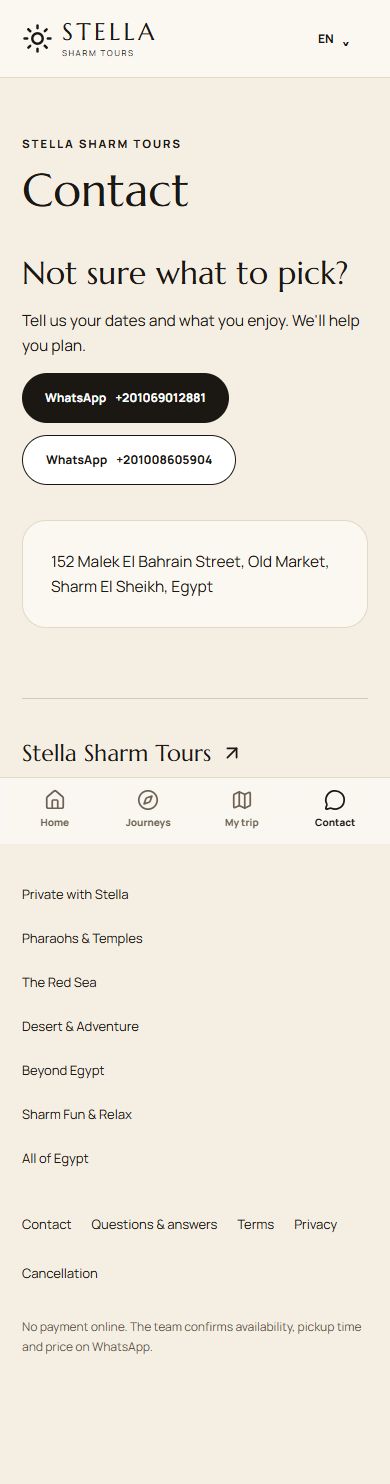 STELLA
SHARM TOURS
EN
STELLA SHARM TOURS
Contact
Not sure what to pick?
Tell us your dates and what you enjoy. We'll help
you plan.
WhatsApp +201069012881
WhatsApp +201008605904
152 Malek El Bahrain Street, Old Market,
Sharm El Sheikh, Egypt
Stella Sharm Tours
Home Journeys My trip Contact
Private with Stella
Pharaohs & Temples
The Red Sea
Desert & Adventure
Beyond Egypt
Sharm Fun & Relax
All of Egypt
Contact Questions & answers Terms Privacy
Cancellation
No payment online. The team confirms availability, pickup time
and price on WhatsApp.